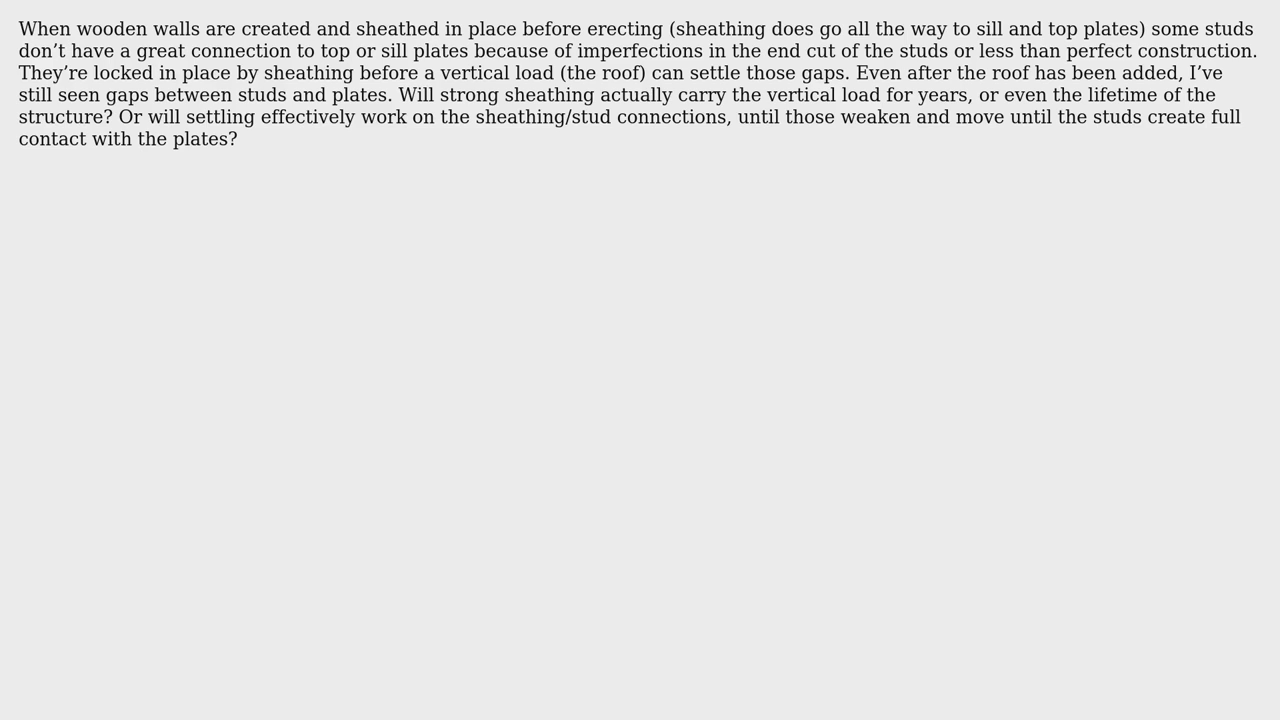 When wooden walls are created and sheathed in place before erecting (sheathing does go all the way to sill and top plates) some studs
don’t have a great connection to top or sill plates because of imperfections in the end cut of the studs or less than perfect construction.
They’re locked in place by sheathing before a vertical load (the roof) can settle those gaps. Even after the roof has been added, I’ve
still seen gaps between studs and plates. Will strong sheathing actually carry the vertical load for years, or even the lifetime of the
structure? Or will settling effectively work on the sheathing/stud connections, until those weaken and move until the studs create full
contact with the plates?